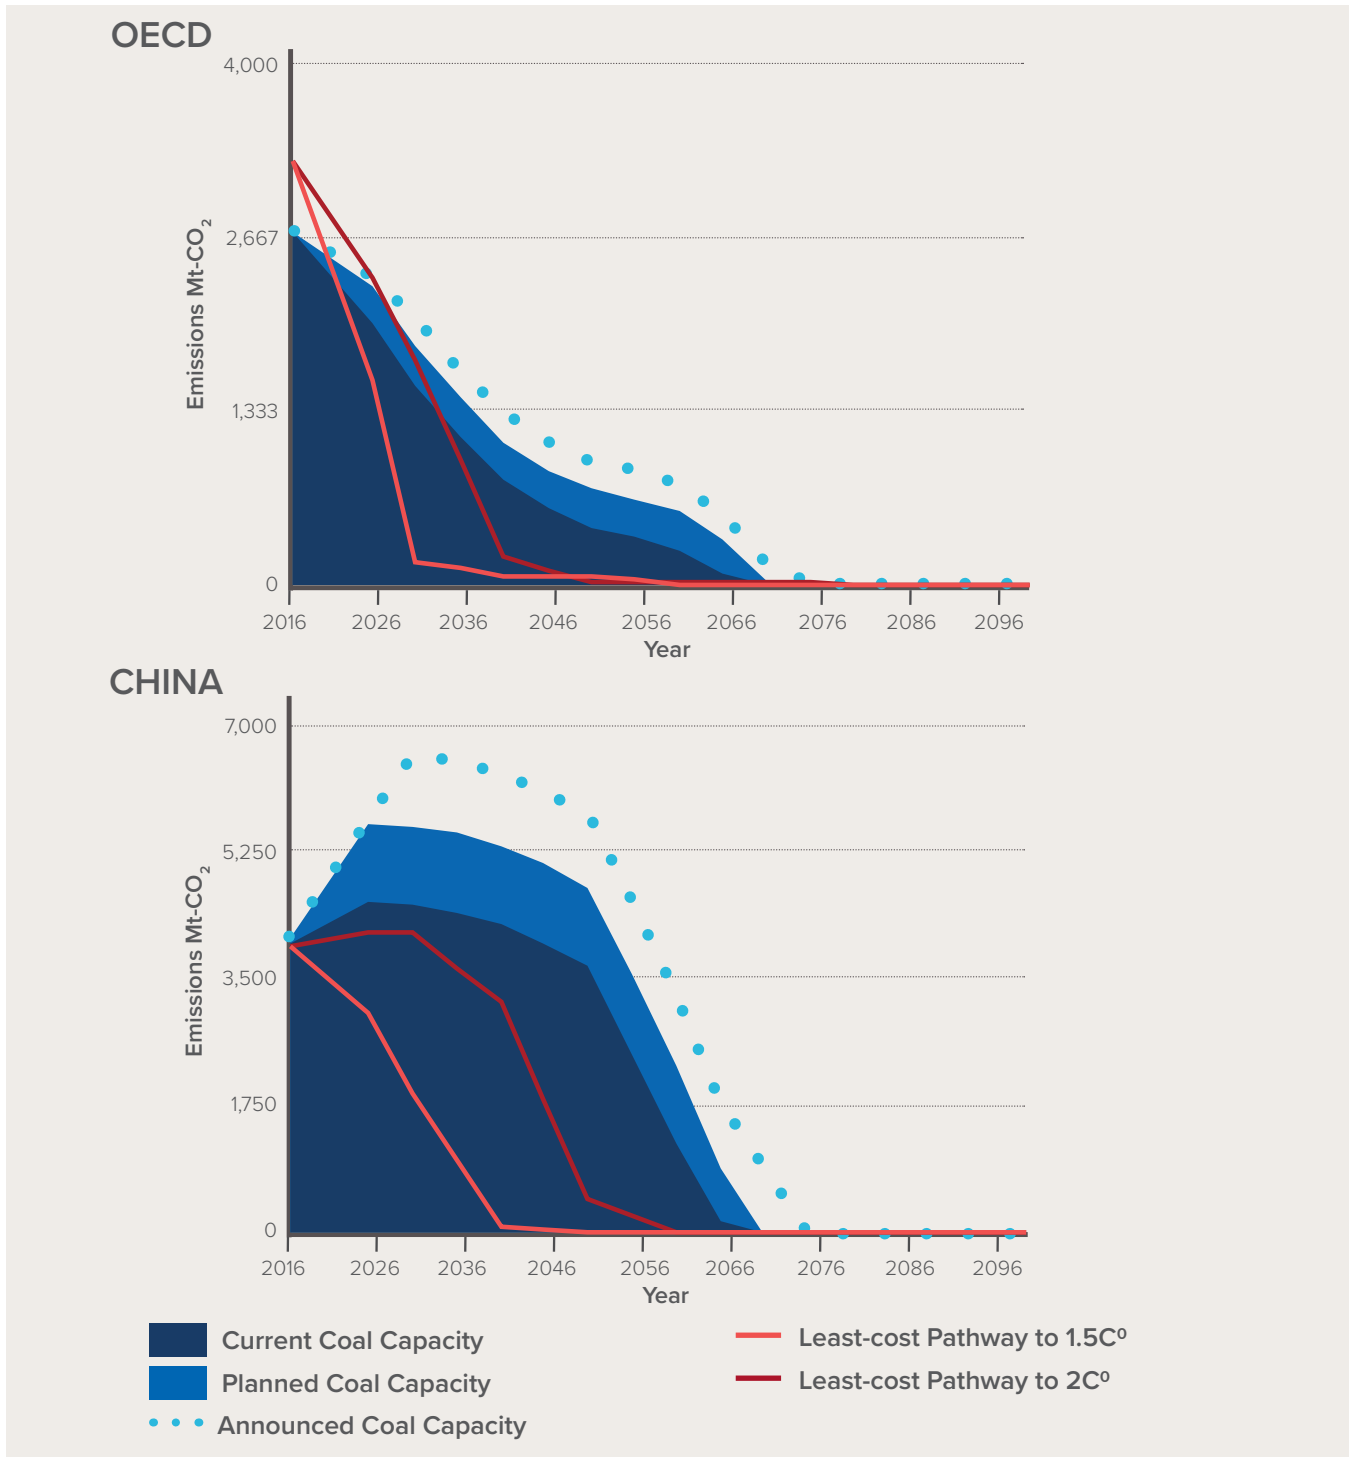 OECD
4,000
2,667
1,333
0
Emissions Mt-CO₂
2016 2026 2036 2046 2056 2066 2076 2086 2096
Year
CHINA
7,000
5,250
3,500
1,750
0
Emissions Mt-CO₂
2016 2026 2036 2046 2056 2066 2076 2086 2096
Year
Current Coal Capacity
Planned Coal Capacity
Announced Coal Capacity
Least-cost Pathway to 1.5Cº
Least-cost Pathway to 2Cº